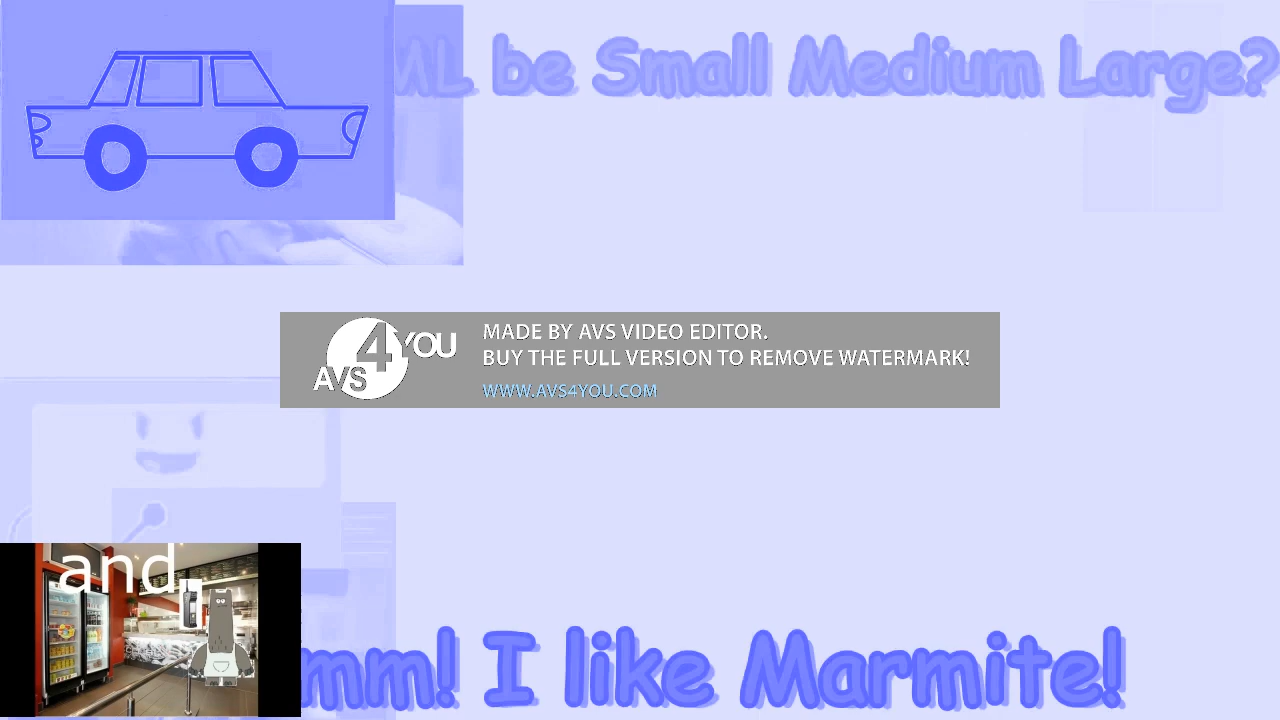 ML be Small Medium Large?
AVS4YOU
MADE BY AVS VIDEO EDITOR.
BUY THE FULL VERSION TO REMOVE WATERMARK!
WWW.AVS4YOU.COM
and
mm! I like Marmite!